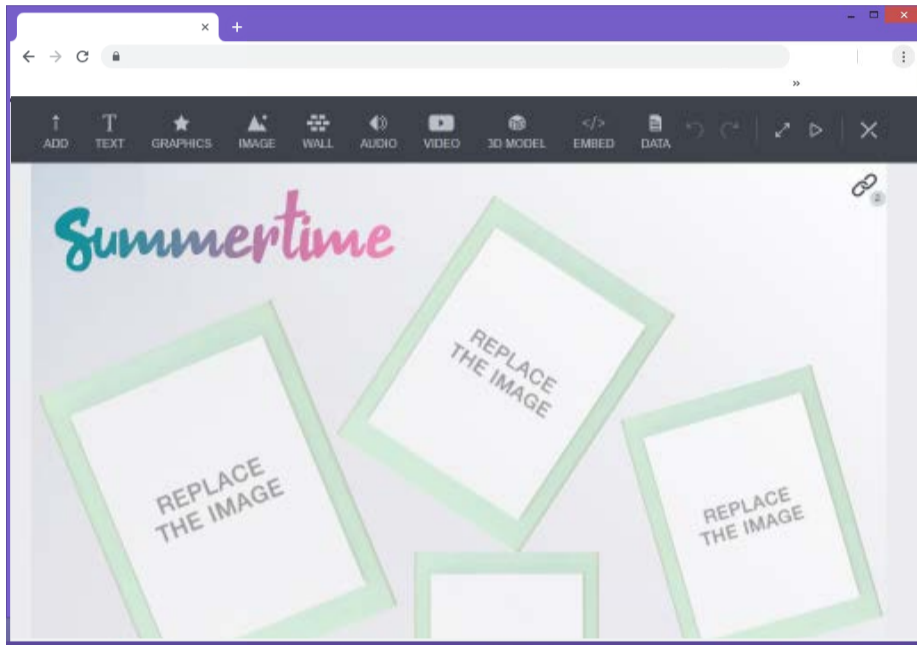 ADD TEXT GRAPHICS IMAGE WALL AUDIO VIDEO 3D MODEL EMBED DATA
Summertime
2
REPLACE
THE IMAGE
REPLACE
THE IMAGE
REPLACE
THE IMAGE